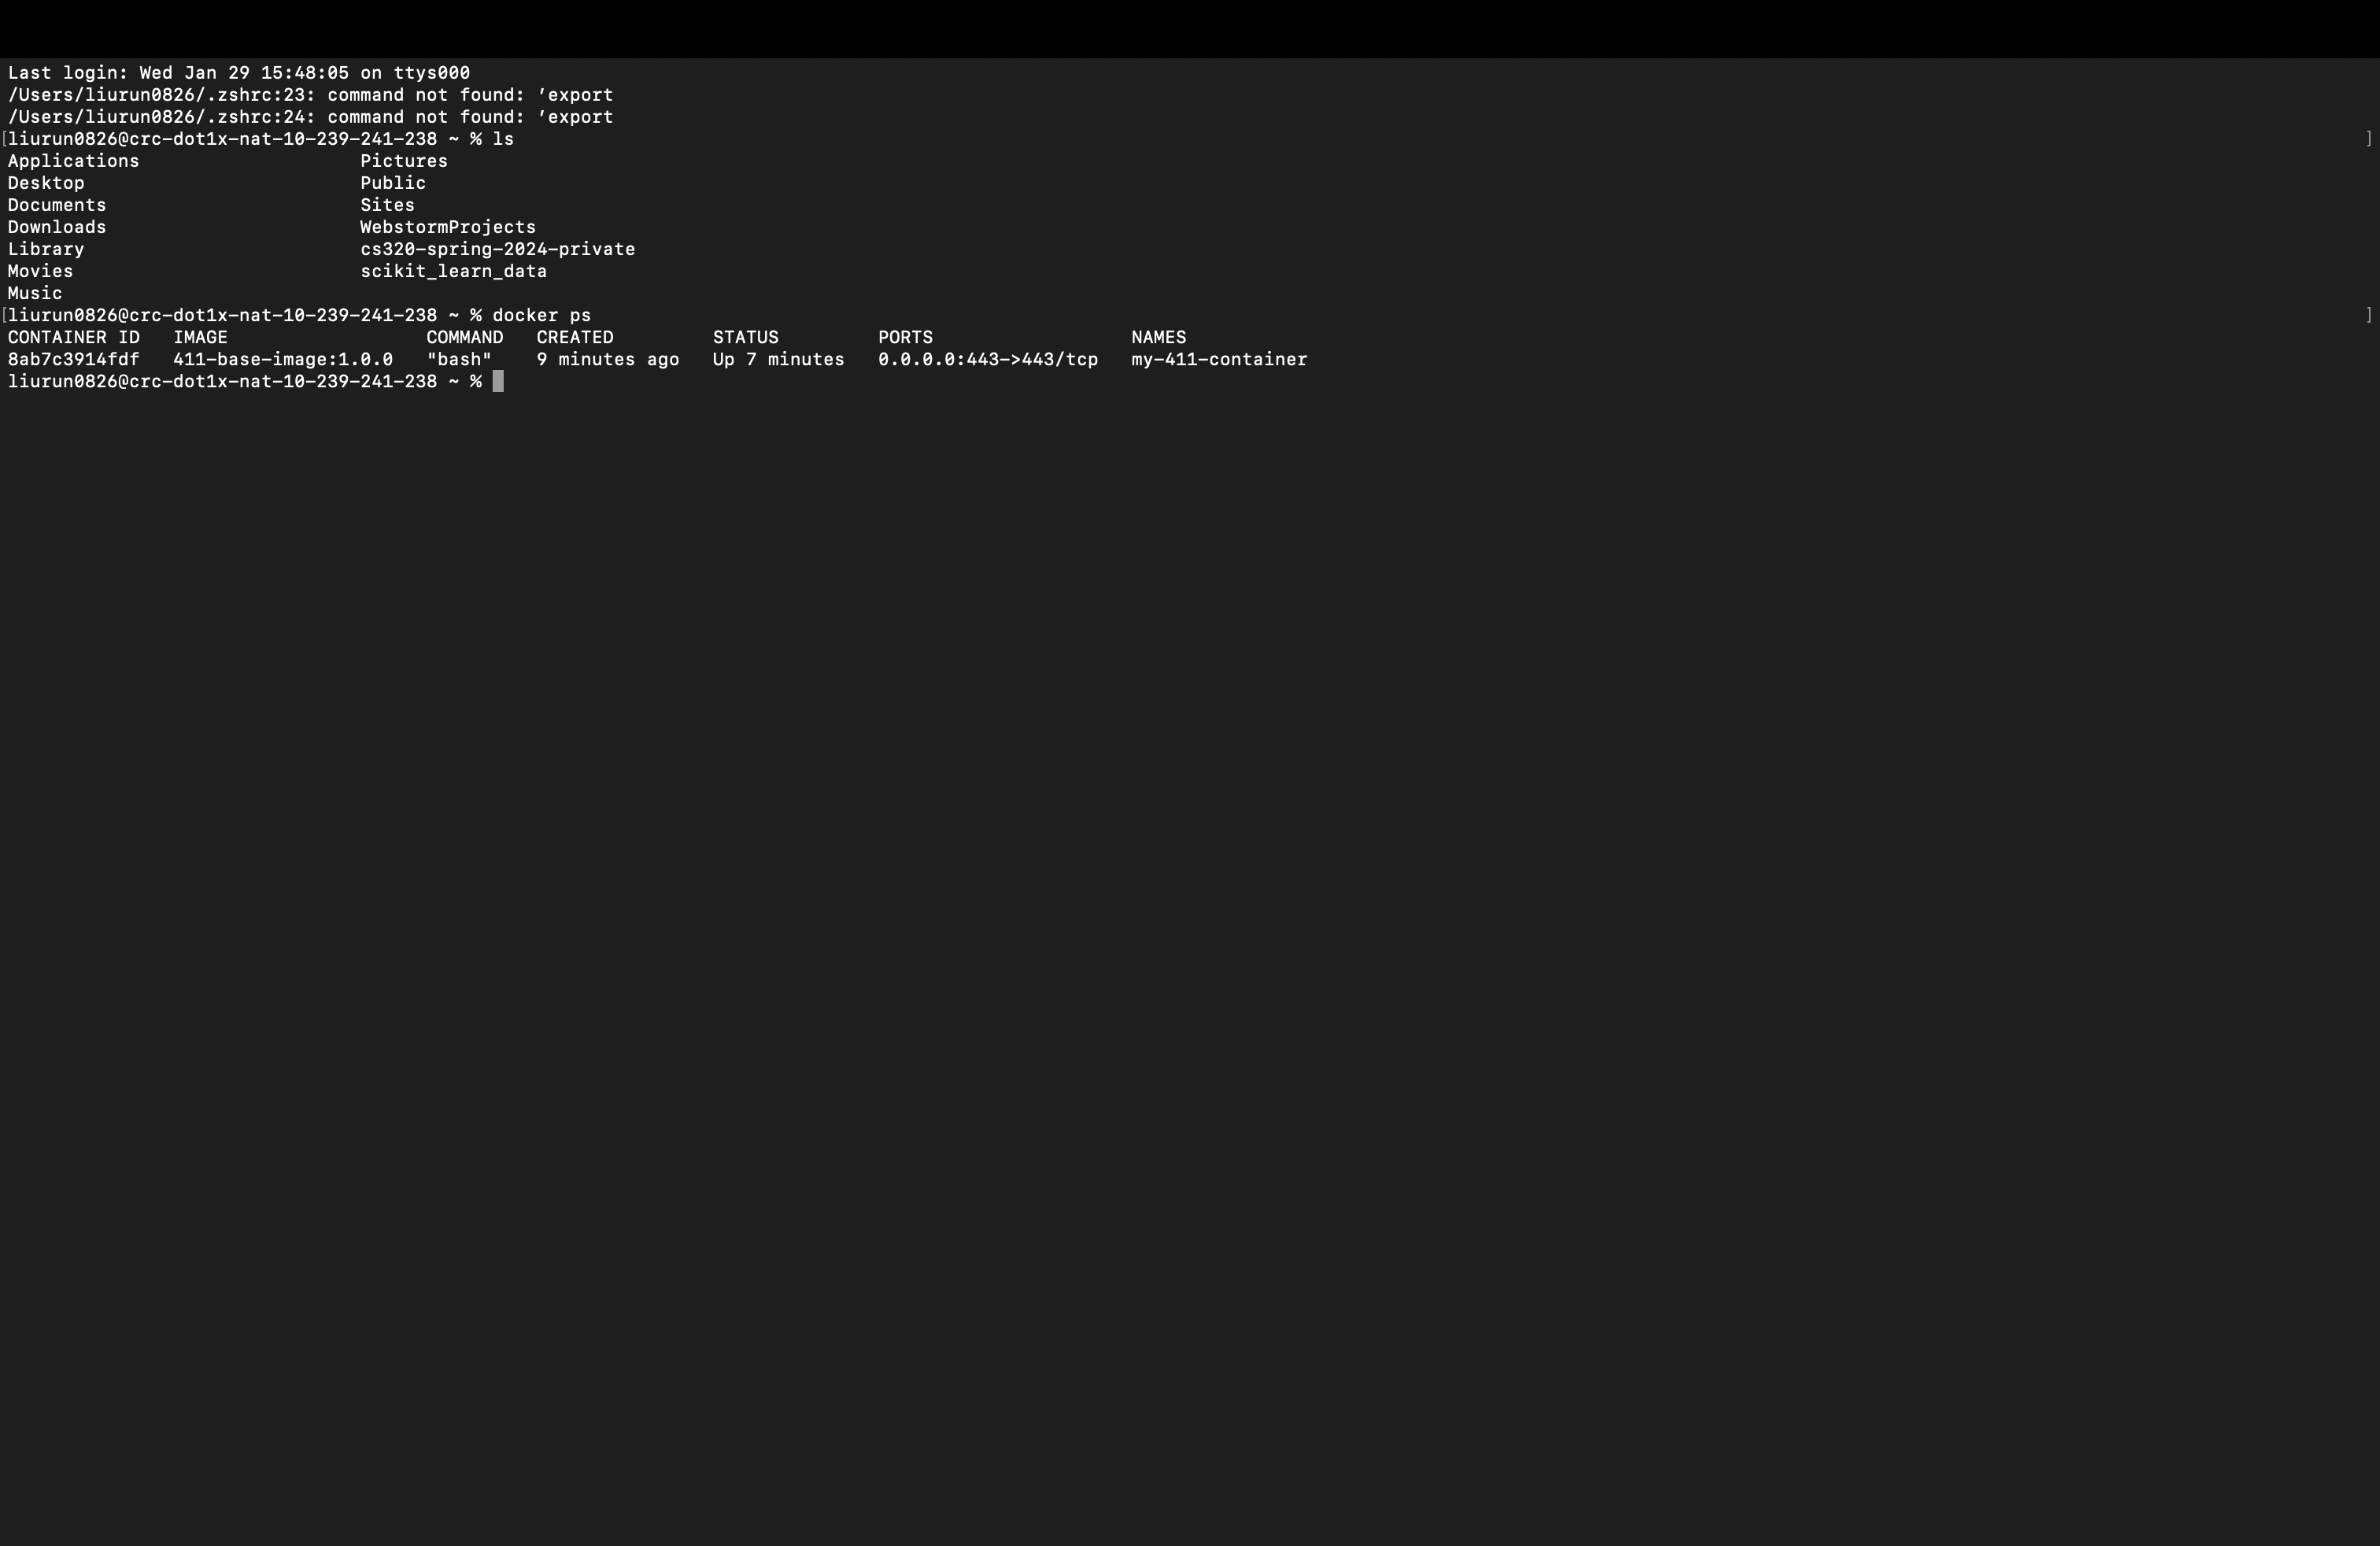 Last login: Wed Jan 29 15:48:05 on ttys000
/Users/liurun0826/.zshrc:23: command not found: ’export
/Users/liurun0826/.zshrc:24: command not found: ’export
[liurun0826@crc-dot1x-nat-10-239-241-238 ~ % ls ]
Applications Pictures
Desktop Public
Documents Sites
Downloads WebstormProjects
Library cs320-spring-2024-private
Movies scikit_learn_data
Music
[liurun0826@crc-dot1x-nat-10-239-241-238 ~ % docker ps ]
CONTAINER ID IMAGE COMMAND CREATED STATUS PORTS NAMES
8ab7c3914fdf 411-base-image:1.0.0 "bash" 9 minutes ago Up 7 minutes 0.0.0.0:443->443/tcp my-411-container
liurun0826@crc-dot1x-nat-10-239-241-238 ~ %